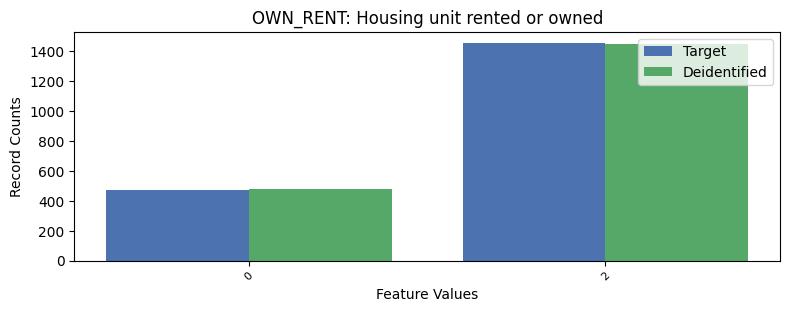 OWN_RENT: Housing unit rented or owned
Target
Deidentified
Record Counts
1400
1200
1000
800
600
400
200
0
0
2
Feature Values